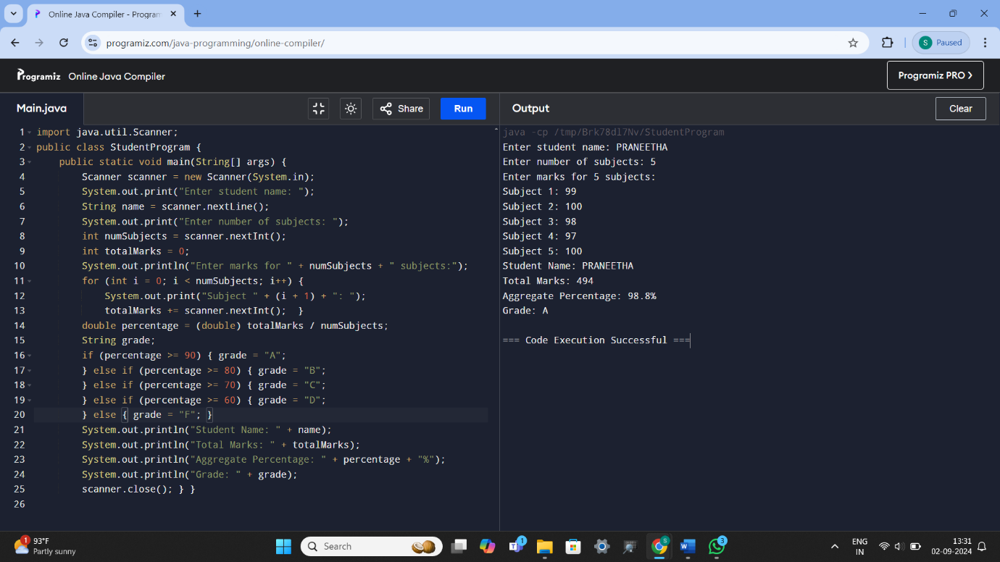 Online Java Compiler - Program
programiz.com/java-programming/online-compiler/
S Paused
Programiz Online Java Compiler
Programiz PRO >
Main.java
Share
Run
Output
Clear
1 import java.util.Scanner;
2 public class StudentProgram {
3 public static void main(String[] args) {
4 Scanner scanner = new Scanner(System.in);
5 System.out.print("Enter student name: ");
6 String name = scanner.nextLine();
7 System.out.print("Enter number of subjects: ");
8 int numSubjects = scanner.nextInt();
9 int totalMarks = 0;
10 System.out.println("Enter marks for " + numSubjects + " subjects:");
11 for (int i = 0; i < numSubjects; i++) {
12 System.out.print("Subject " + (i + 1) + ": ");
13 totalMarks += scanner.nextInt(); }
14 double percentage = (double) totalMarks / numSubjects;
15 String grade;
16 if (percentage >= 90) { grade = "A";
17 } else if (percentage >= 80) { grade = "B";
18 } else if (percentage >= 70) { grade = "C";
19 } else if (percentage >= 60) { grade = "D";
20 } else { grade = "F"; }
21 System.out.println("Student Name: " + name);
22 System.out.println("Total Marks: " + totalMarks);
23 System.out.println("Aggregate Percentage: " + percentage + "%");
24 System.out.println("Grade: " + grade);
25 scanner.close(); } }
26
java -cp /tmp/Brk78dl7Nv/StudentProgram
Enter student name: PRANEETHA
Enter number of subjects: 5
Enter marks for 5 subjects:
Subject 1: 99
Subject 2: 100
Subject 3: 98
Subject 4: 97
Subject 5: 100
Student Name: PRANEETHA
Total Marks: 494
Aggregate Percentage: 98.8%
Grade: A
=== Code Execution Successful ===
1
93°F
Partly sunny
Search
1
S
3
ENG
IN
13:31
02-09-2024